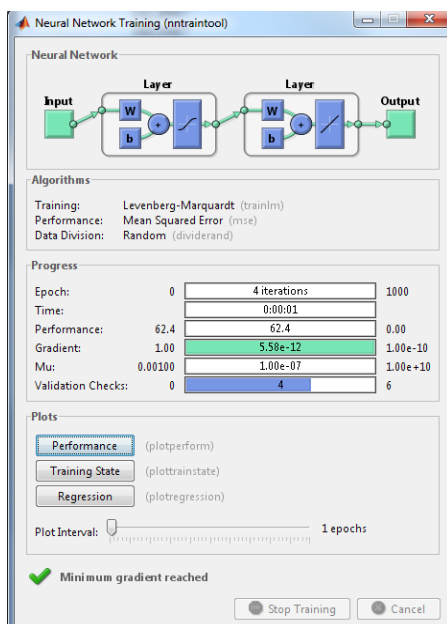 Neural Network Training (nntraintool)
Neural Network
Layer Layer
Input Output
W W
b b
+ +
Algorithms
Training: Levenberg-Marquardt (trainlm)
Performance: Mean Squared Error (mse)
Data Division: Random (dividerand)
Progress
Epoch: 0 4 iterations 1000
Time: 0:00:01
Performance: 62.4 62.4 0.00
Gradient: 1.00 5.58e-12 1.00e-10
Mu: 0.00100 1.00e-07 1.00e+10
Validation Checks: 0 4 6
Plots
Performance (plotperform)
Training State (plottrainstate)
Regression (plotregression)
Plot Interval: 1 epochs
Minimum gradient reached
Stop Training Cancel